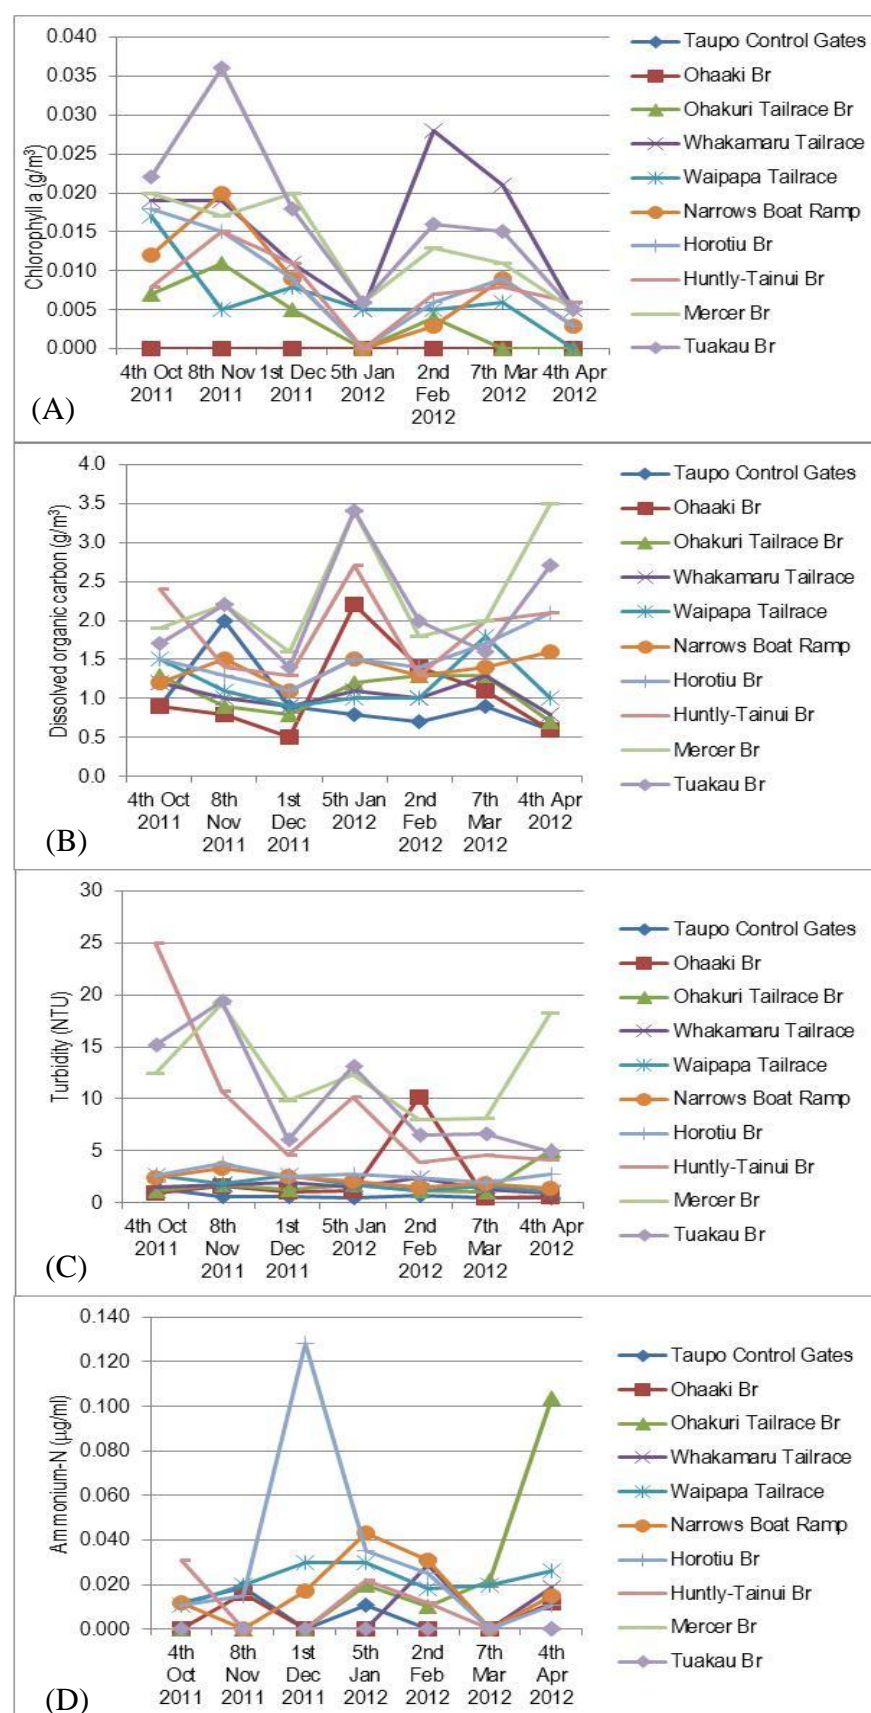 0.040
0.035
0.030
0.025
0.020
0.015
0.010
0.005
0.000
Chlorophyll a (g/m³)
4th Oct 8th Nov 1st Dec 5th Jan 2nd 7th Mar 4th Apr
2011 2011 2011 2012 Feb 2012 2012
2012
Taupo Control Gates
Ohaaki Br
Ohakuri Tailrace Br
Whakamaru Tailrace
Waipapa Tailrace
Narrows Boat Ramp
Horotiu Br
Huntly-Tainui Br
Mercer Br
Tuakau Br
(A)
4.0
3.5
3.0
2.5
2.0
1.5
1.0
0.5
0.0
Dissolved organic carbon (g/m³)
4th Oct 8th 1st 5th Jan 2nd 7th 4th Apr
2011 Nov Dec 2012 Feb Mar 2012
2011 2011 2012 2012
Taupo Control Gates
Ohaaki Br
Ohakuri Tailrace Br
Whakamaru Tailrace
Waipapa Tailrace
Narrows Boat Ramp
Horotiu Br
Huntly-Tainui Br
Mercer Br
Tuakau Br
(B)
30
25
20
15
10
5
0
Turbidity (NTU)
4th Oct 8th 1st 5th Jan 2nd 7th 4th Apr
2011 Nov Dec 2012 Feb Mar 2012
2011 2011 2012 2012
Taupo Control Gates
Ohaaki Br
Ohakuri Tailrace Br
Whakamaru Tailrace
Waipapa Tailrace
Narrows Boat Ramp
Horotiu Br
Huntly-Tainui Br
Mercer Br
Tuakau Br
(C)
0.140
0.120
0.100
0.080
0.060
0.040
0.020
0.000
Ammonium-N (µg/ml)
4th 8th 1st 5th 2nd 7th 4th
Oct Nov Dec Jan Feb Mar Apr
2011 2011 2011 2012 2012 2012 2012
Taupo Control Gates
Ohaaki Br
Ohakuri Tailrace Br
Whakamaru Tailrace
Waipapa Tailrace
Narrows Boat Ramp
Horotiu Br
Huntly-Tainui Br
Mercer Br
Tuakau Br
(D)